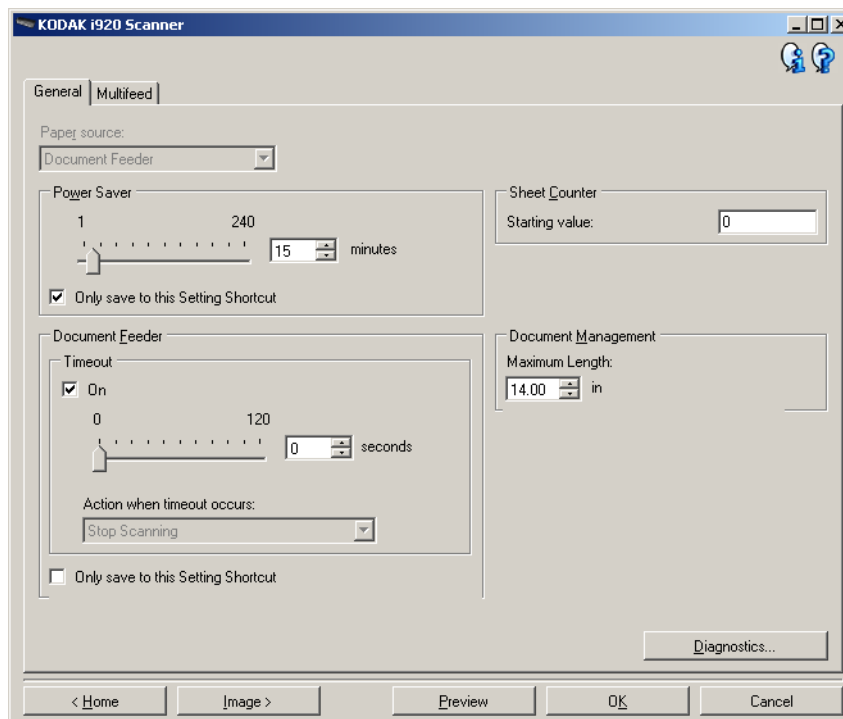 KODAK i920 Scanner
General
Multifeed
Paper source:
Document Feeder
Power Saver
1 240
15 minutes
Only save to this Setting Shortcut
Sheet Counter
Starting value: 0
Document Feeder
Timeout
On
0 120
0 seconds
Action when timeout occurs:
Stop Scanning
Only save to this Setting Shortcut
Document Management
Maximum Length:
14.00 in
Diagnostics...
< Home
Image >
Preview
OK
Cancel